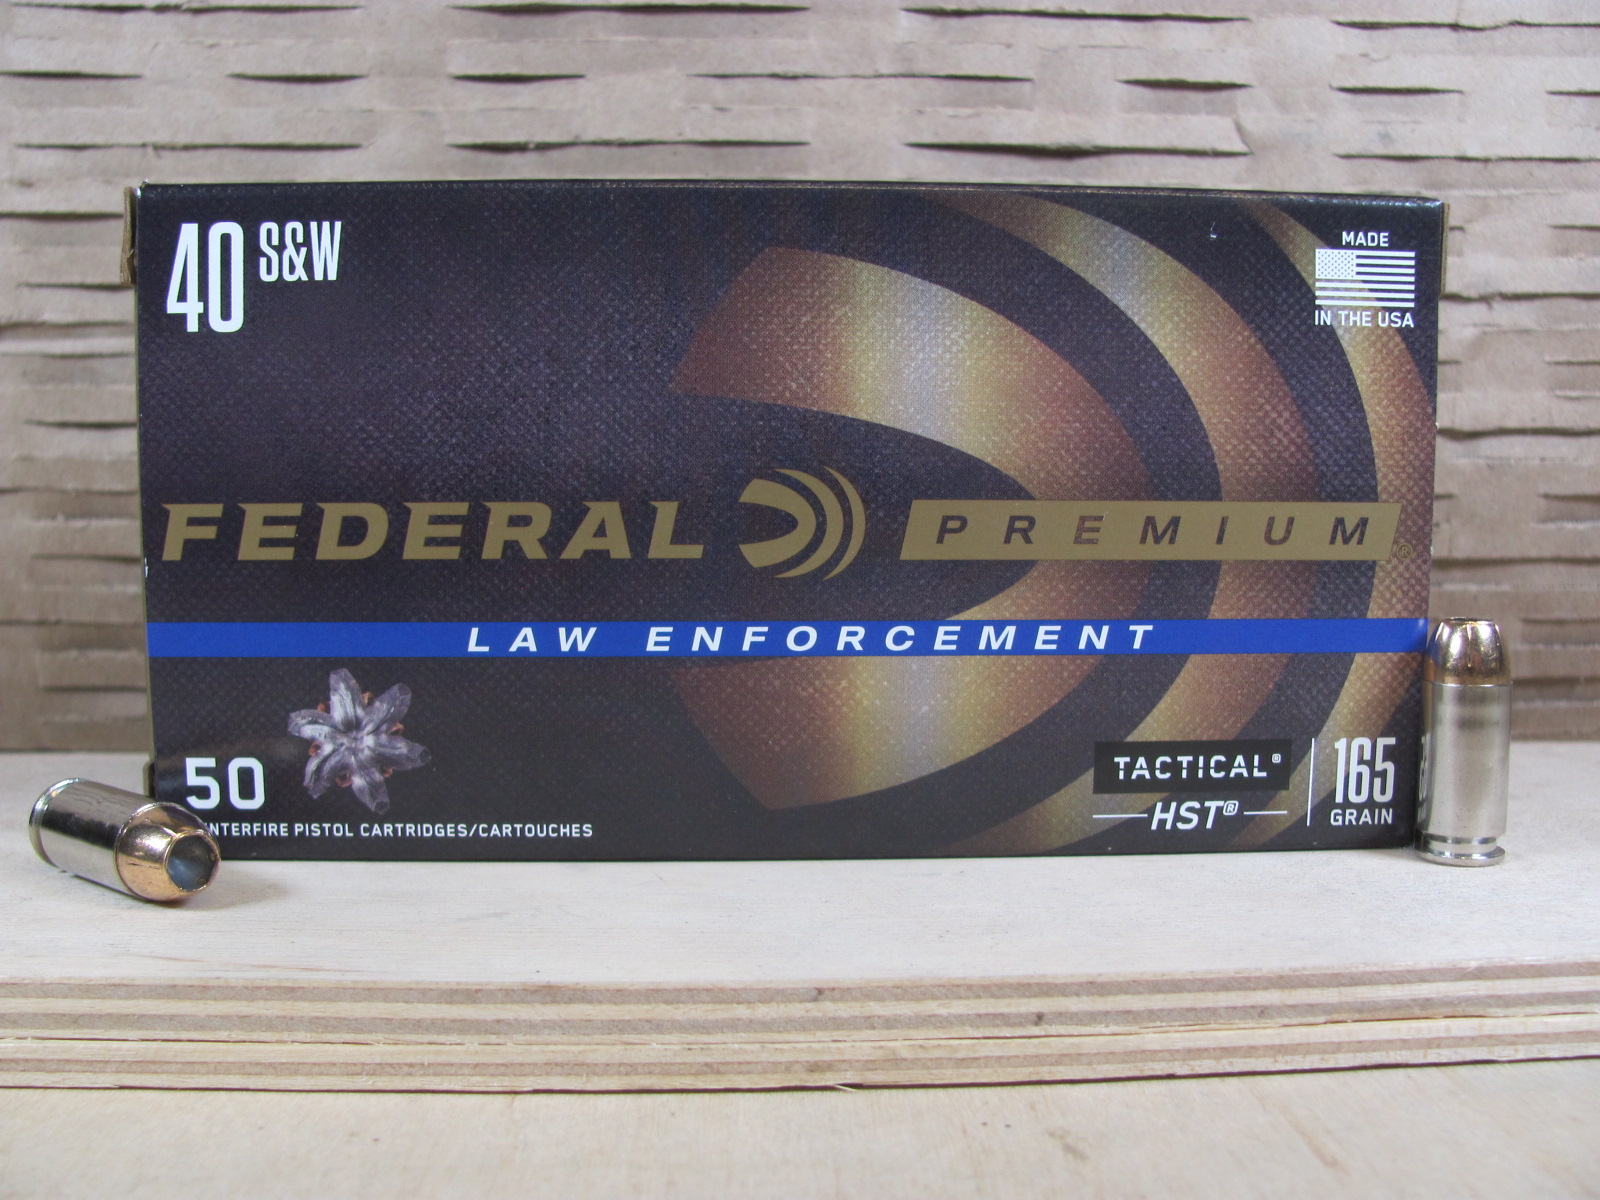 40 S&W
MADE
IN THE USA
FEDERAL PREMIUM®
LAW ENFORCEMENT
50
PISTOL CARTRIDGES/CARTOUCHES
TACTICAL®
HST®
165
GRAIN